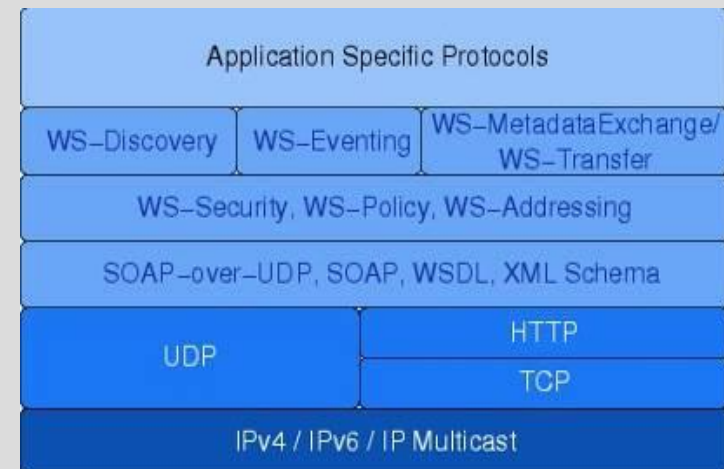 Application Specific Protocols
WS-Discovery
WS-Eventing
WS-MetadataExchange/
WS-Transfer
WS-Security, WS-Policy, WS-Addressing
SOAP-over-UDP, SOAP, WSDL, XML Schema
UDP
HTTP
TCP
IPv4 / IPv6 / IP Multicast